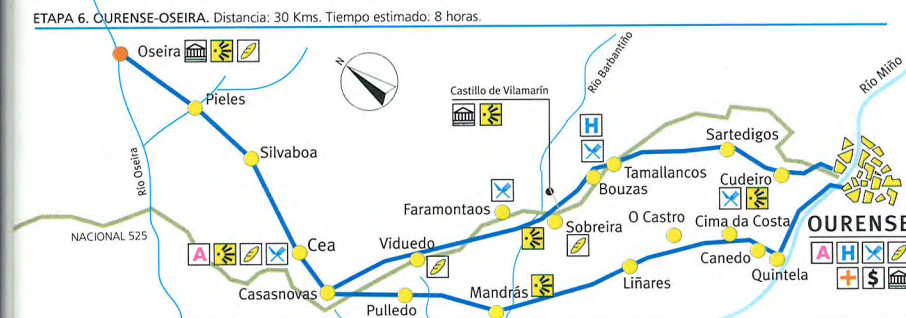 ETAPA 6. OURENSE-OSEIRA. Distancia: 30 Kms. Tiempo estimado: 8 horas.
Oseira
N
Río Barbantiño
Río Miño
Castillo de Vilamarín
Pieles
H
Sartedigos
Río Oseira
Silvaboa
Tamallancos
Cudeiro
Bouzas
Faramontaos
Sobreira
O Castro
Cima da Costa
OURENSE
NACIONAL 525
A
Cea
Viduedo
Canedo
A H
Quintela
Liñares
$
Casasnovas
Mandrás
Pulledo